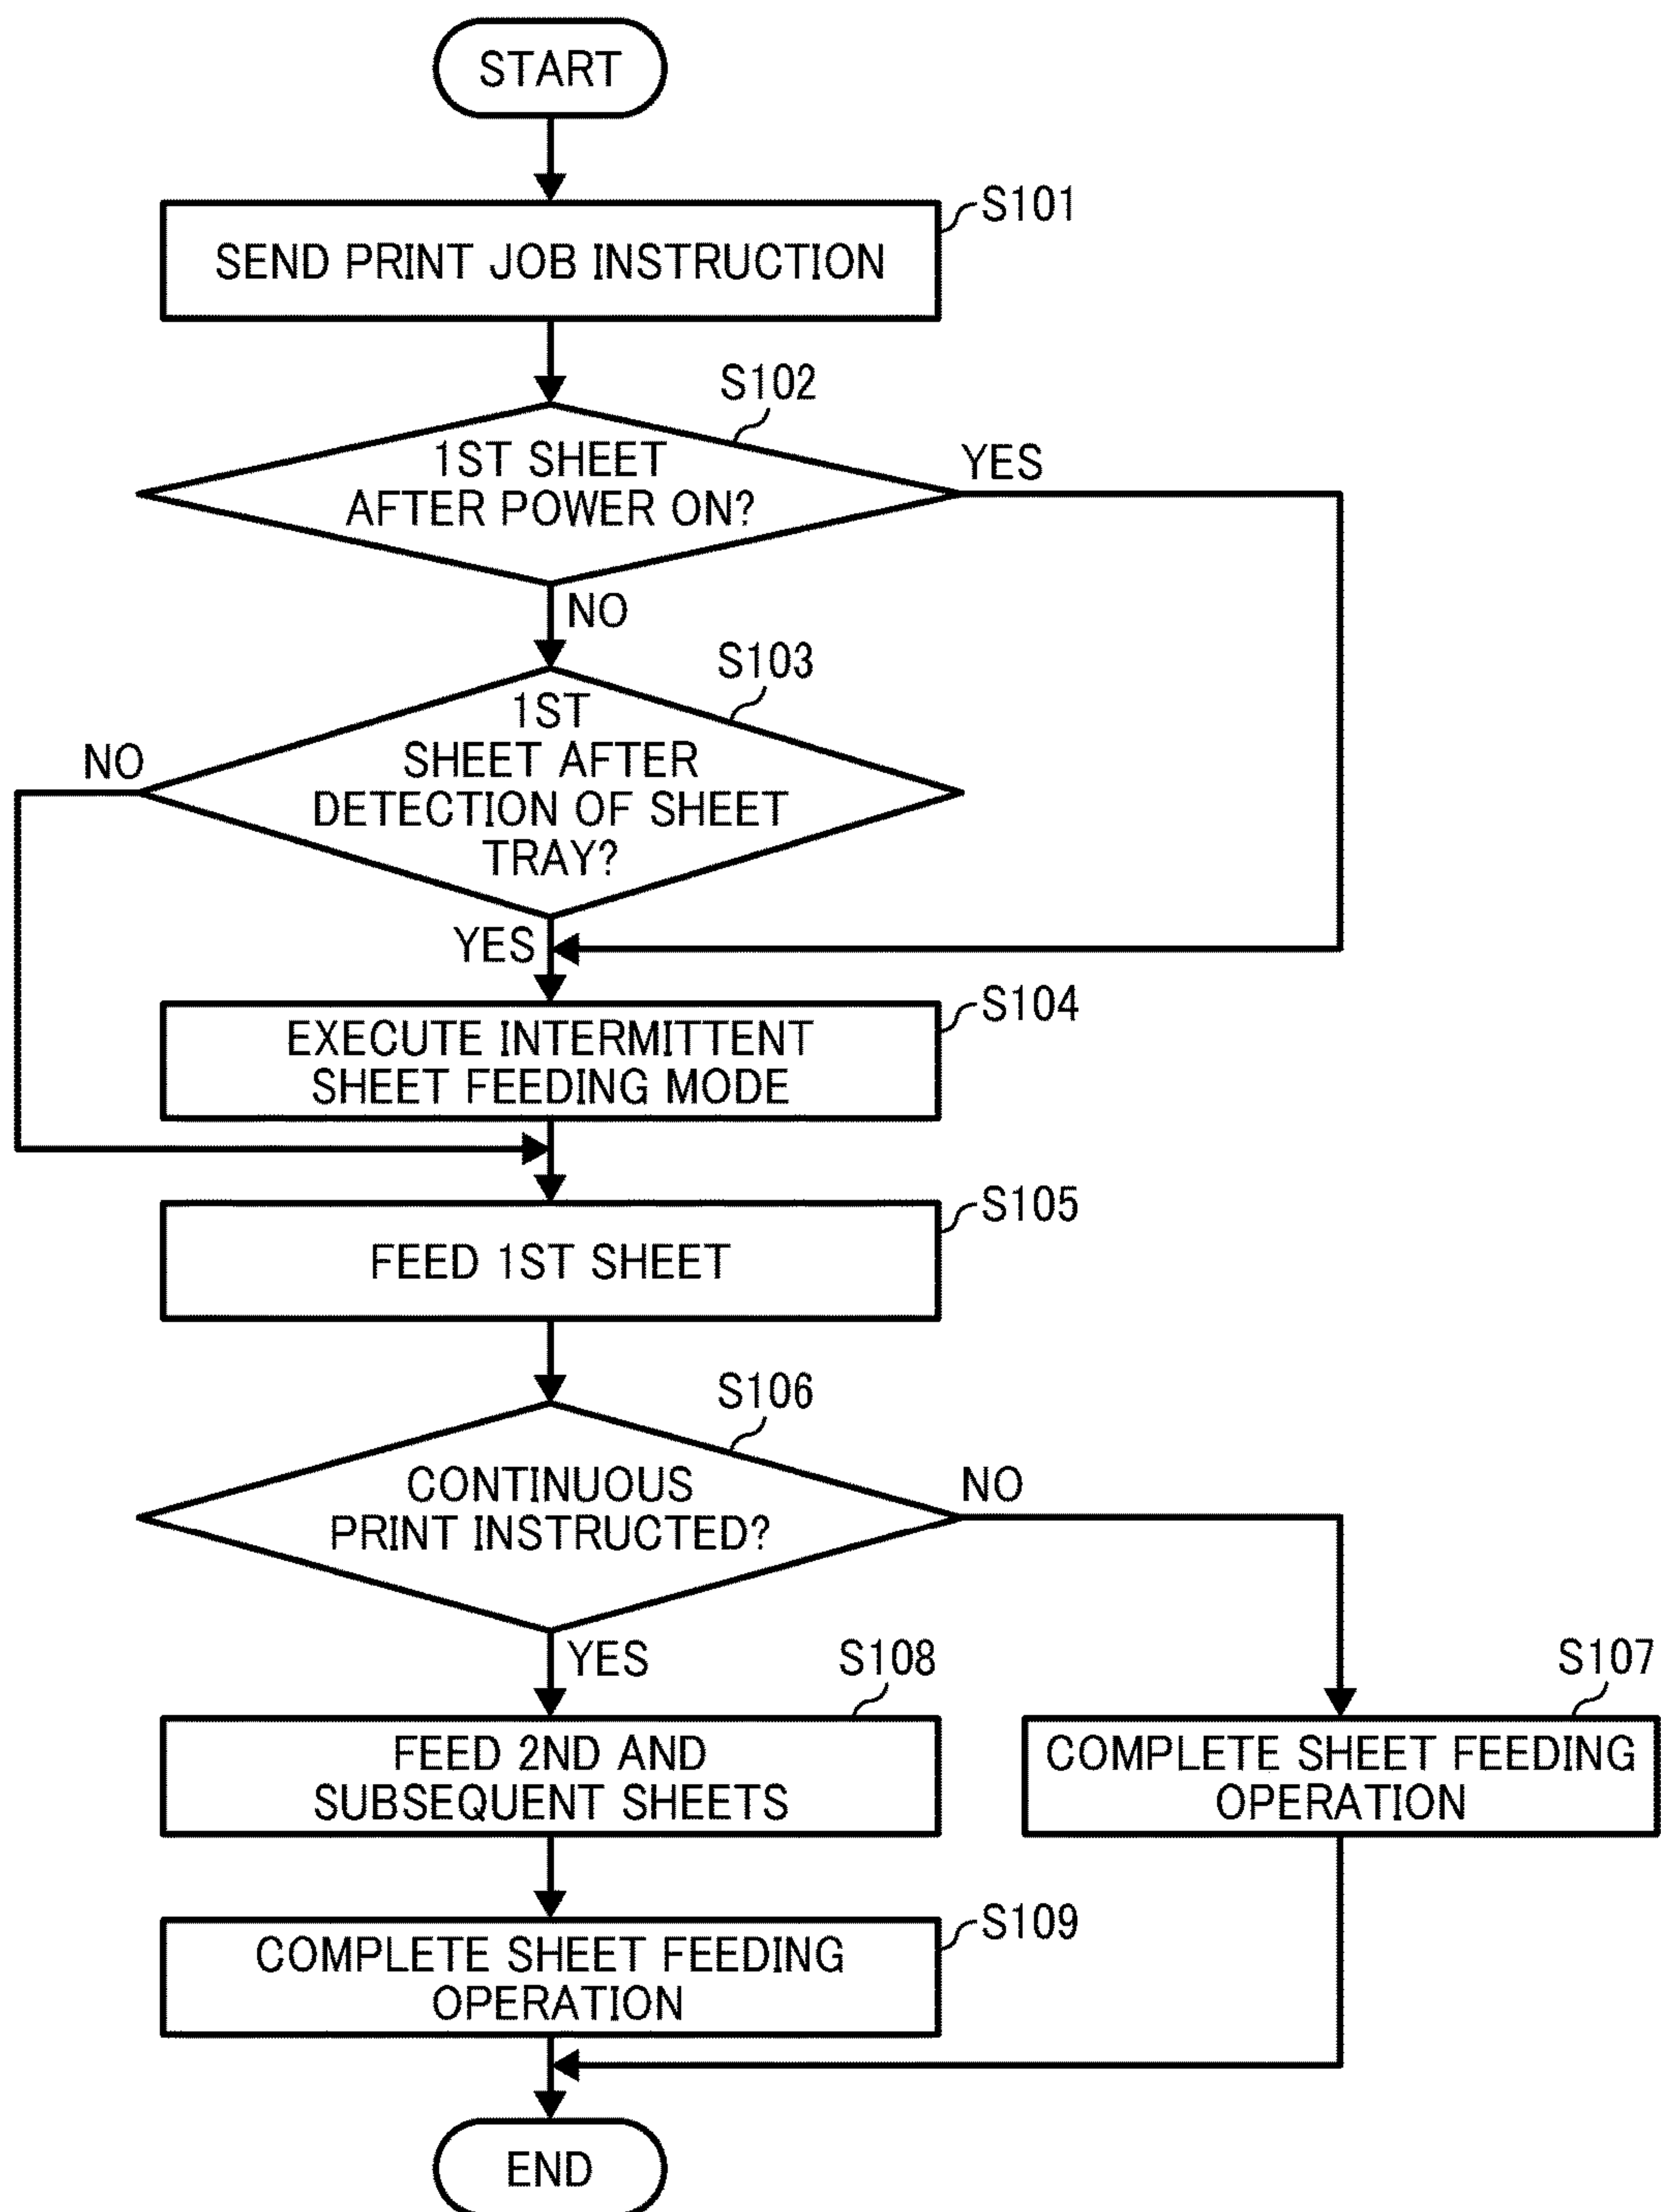 START
S101
SEND PRINT JOB INSTRUCTION
S102
1ST SHEET
AFTER POWER ON?
YES
NO
S103
1ST
SHEET AFTER
DETECTION OF SHEET
TRAY?
NO
YES
S104
EXECUTE INTERMITTENT
SHEET FEEDING MODE
S105
FEED 1ST SHEET
S106
CONTINUOUS
PRINT INSTRUCTED?
NO
YES
S108
FEED 2ND AND
SUBSEQUENT SHEETS
S107
COMPLETE SHEET FEEDING
OPERATION
S109
COMPLETE SHEET FEEDING
OPERATION
END